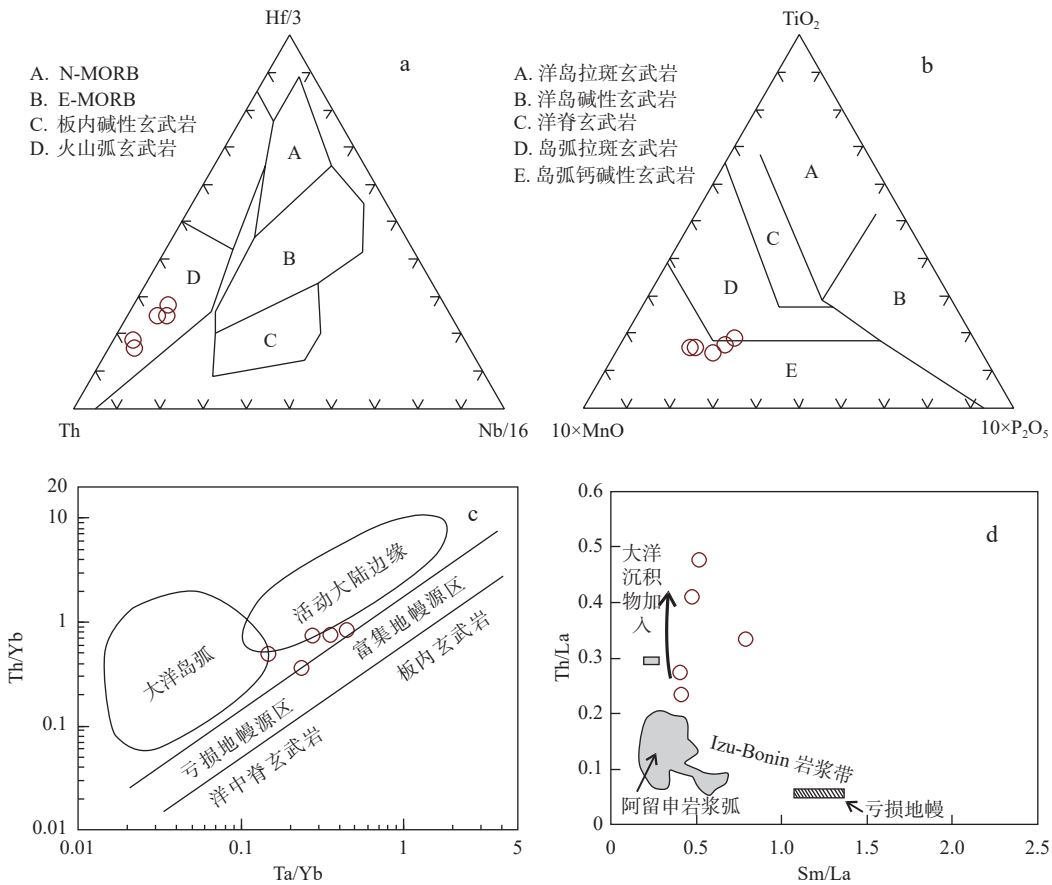 Hf/3
a
A. N-MORB
B. E-MORB
C. 板内碱性玄武岩
D. 火山弧玄武岩
A
B
C
D
Th
Nb/16
TiO₂
b
A. 洋岛拉斑玄武岩
B. 洋岛碱性玄武岩
C. 洋脊玄武岩
D. 岛弧拉斑玄武岩
E. 岛弧钙碱性玄武岩
A
B
C
D
E
10×MnO
10×P₂O₅
c
20
10
1
0.1
0.01
Th/Yb
大洋岛弧
活动大陆边缘
富集地幔源区
板内玄武岩
亏损地幔源区
洋中脊玄武岩
0.01
0.1
1
5
Ta/Yb
d
0.6
0.5
0.4
0.3
0.2
0.1
0
Th/La
大洋
沉积
物加
入
Izu-Bonin 岩浆带
阿留申岩浆弧
亏损地幔
0
0.5
1.0
1.5
2.0
2.5
Sm/La